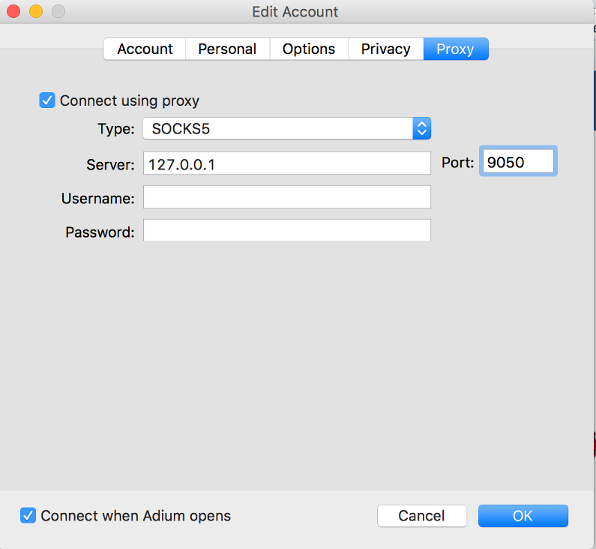 Edit Account
Account Personal Options Privacy Proxy
Connect using proxy
Type: SOCKS5
Server: 127.0.0.1 Port: 9050
Username:
Password:
Connect when Adium opens Cancel OK